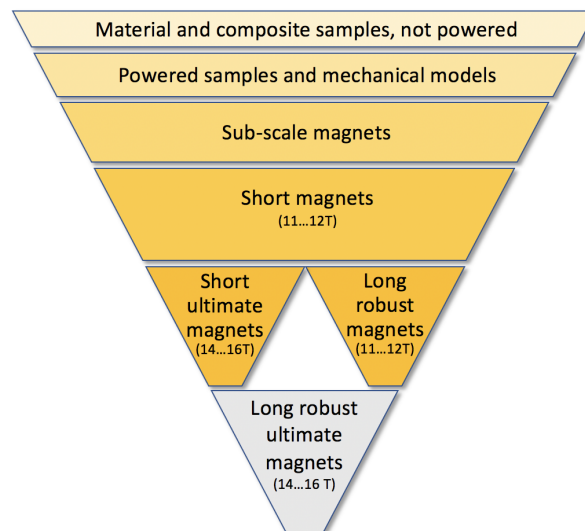 Material and composite samples, not powered
Powered samples and mechanical models
Sub-scale magnets
Short magnets
(11...12T)
Short
ultimate
magnets
(14...16T)
Long
robust
magnets
(11...12T)
Long robust
ultimate
magnets
(14...16 T)